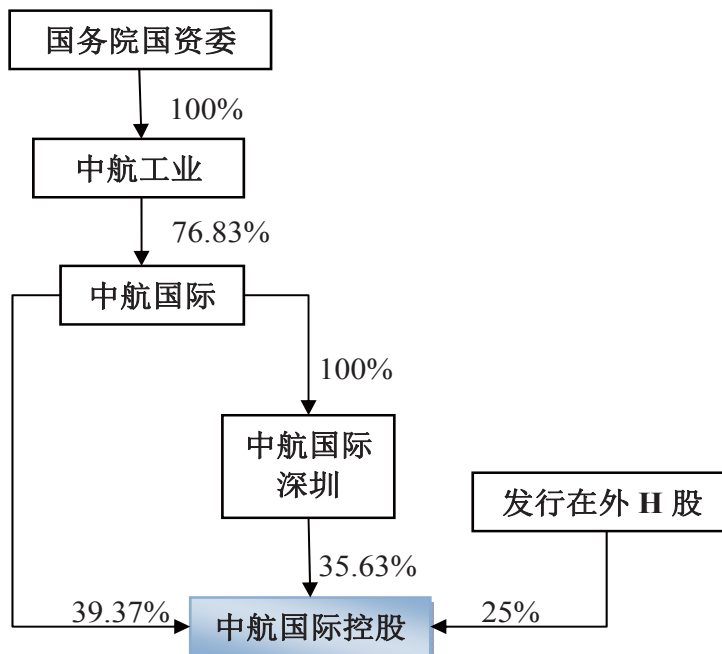 国务院国资委
100%
中航工业
76.83%
中航国际
100%
中航国际
深圳
发行在外 H 股
35.63%
39.37%
中航国际控股
25%